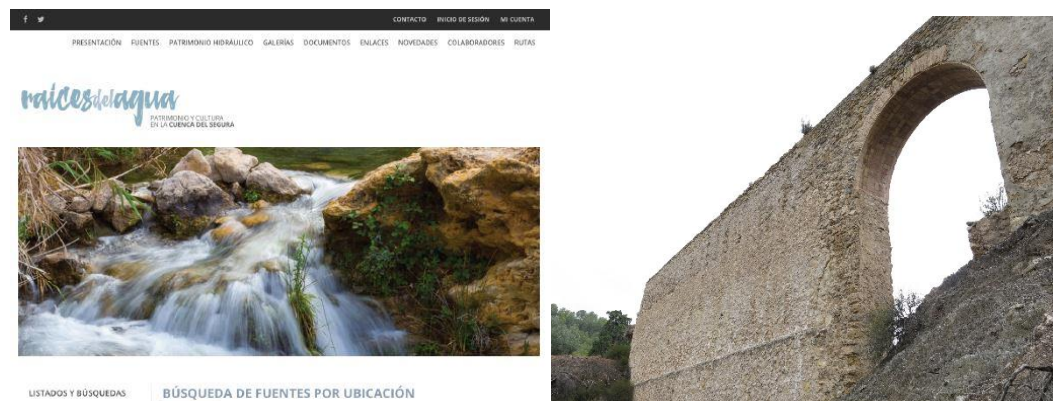 CONTACTO INICIO DE SESIÓN MI CUENTA
PRESENTACIÓN FUENTES PATRIMONIO HIDRÁULICO GALERÍAS DOCUMENTOS ENLACES NOVEDADES COLABORADORES RUTAS
raícesdelagua
PATRIMONIO Y CULTURA
EN LA CUENCA DEL SEGURA
LISTADOS Y BÚSQUEDAS
BÚSQUEDA DE FUENTES POR UBICACIÓN